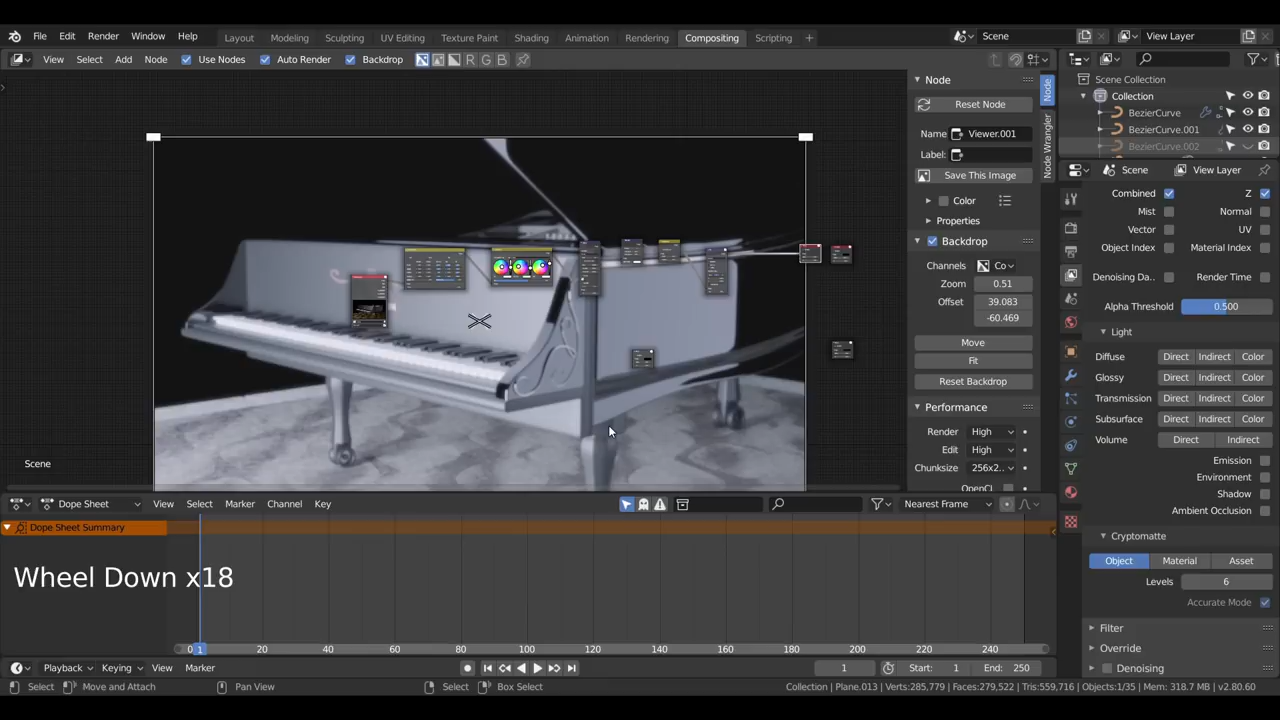 File Edit Render Window Help Layout Modeling Sculpting UV Editing Texture Paint Shading Animation Rendering Compositing Scripting + Scene View Layer
View Select Add Node Use Nodes Auto Render Backdrop R G B
Scene Collection
Collection
BezierCurve
BezierCurve.001
BezierCurve.002
Node
Reset Node
Name Viewer.001
Label:
Save This Image
Color
Properties
Backdrop
Channels Co
Zoom 0.51
Offset 39.083
-60.469
Move
Fit
Reset Backdrop
Performance
Render High
Edit High
Chunksize 256x2..
OpenCL
Node
Node Wrangler
Scene View Layer
Combined Z
Mist Normal
Vector UV
Object Index Material Index
Denoising Da.. Render Time
Alpha Threshold 0.500
Light
Diffuse Direct Indirect Color
Glossy Direct Indirect Color
Transmission Direct Indirect Color
Subsurface Direct Indirect Color
Volume Direct Indirect
Emission
Environment
Shadow
Ambient Occlusion
Cryptomatte
Object Material Asset
Levels 6
Accurate Mode
Filter
Override
Denoising
Scene
Dope Sheet View Select Marker Channel Key Nearest Frame
Dope Sheet Summary
Wheel Down x18
0 1 20 40 60 80 100 120 140 160 180 200 220 240
Playback Keying View Marker 1 Start: 1 End: 250
Select Move and Attach Pan View Select Box Select Collection | Plane.013 | Verts:285,779 | Faces:279,522 | Tris:559,716 | Objects:1/35 | Mem: 318.7 MB | v2.80.60